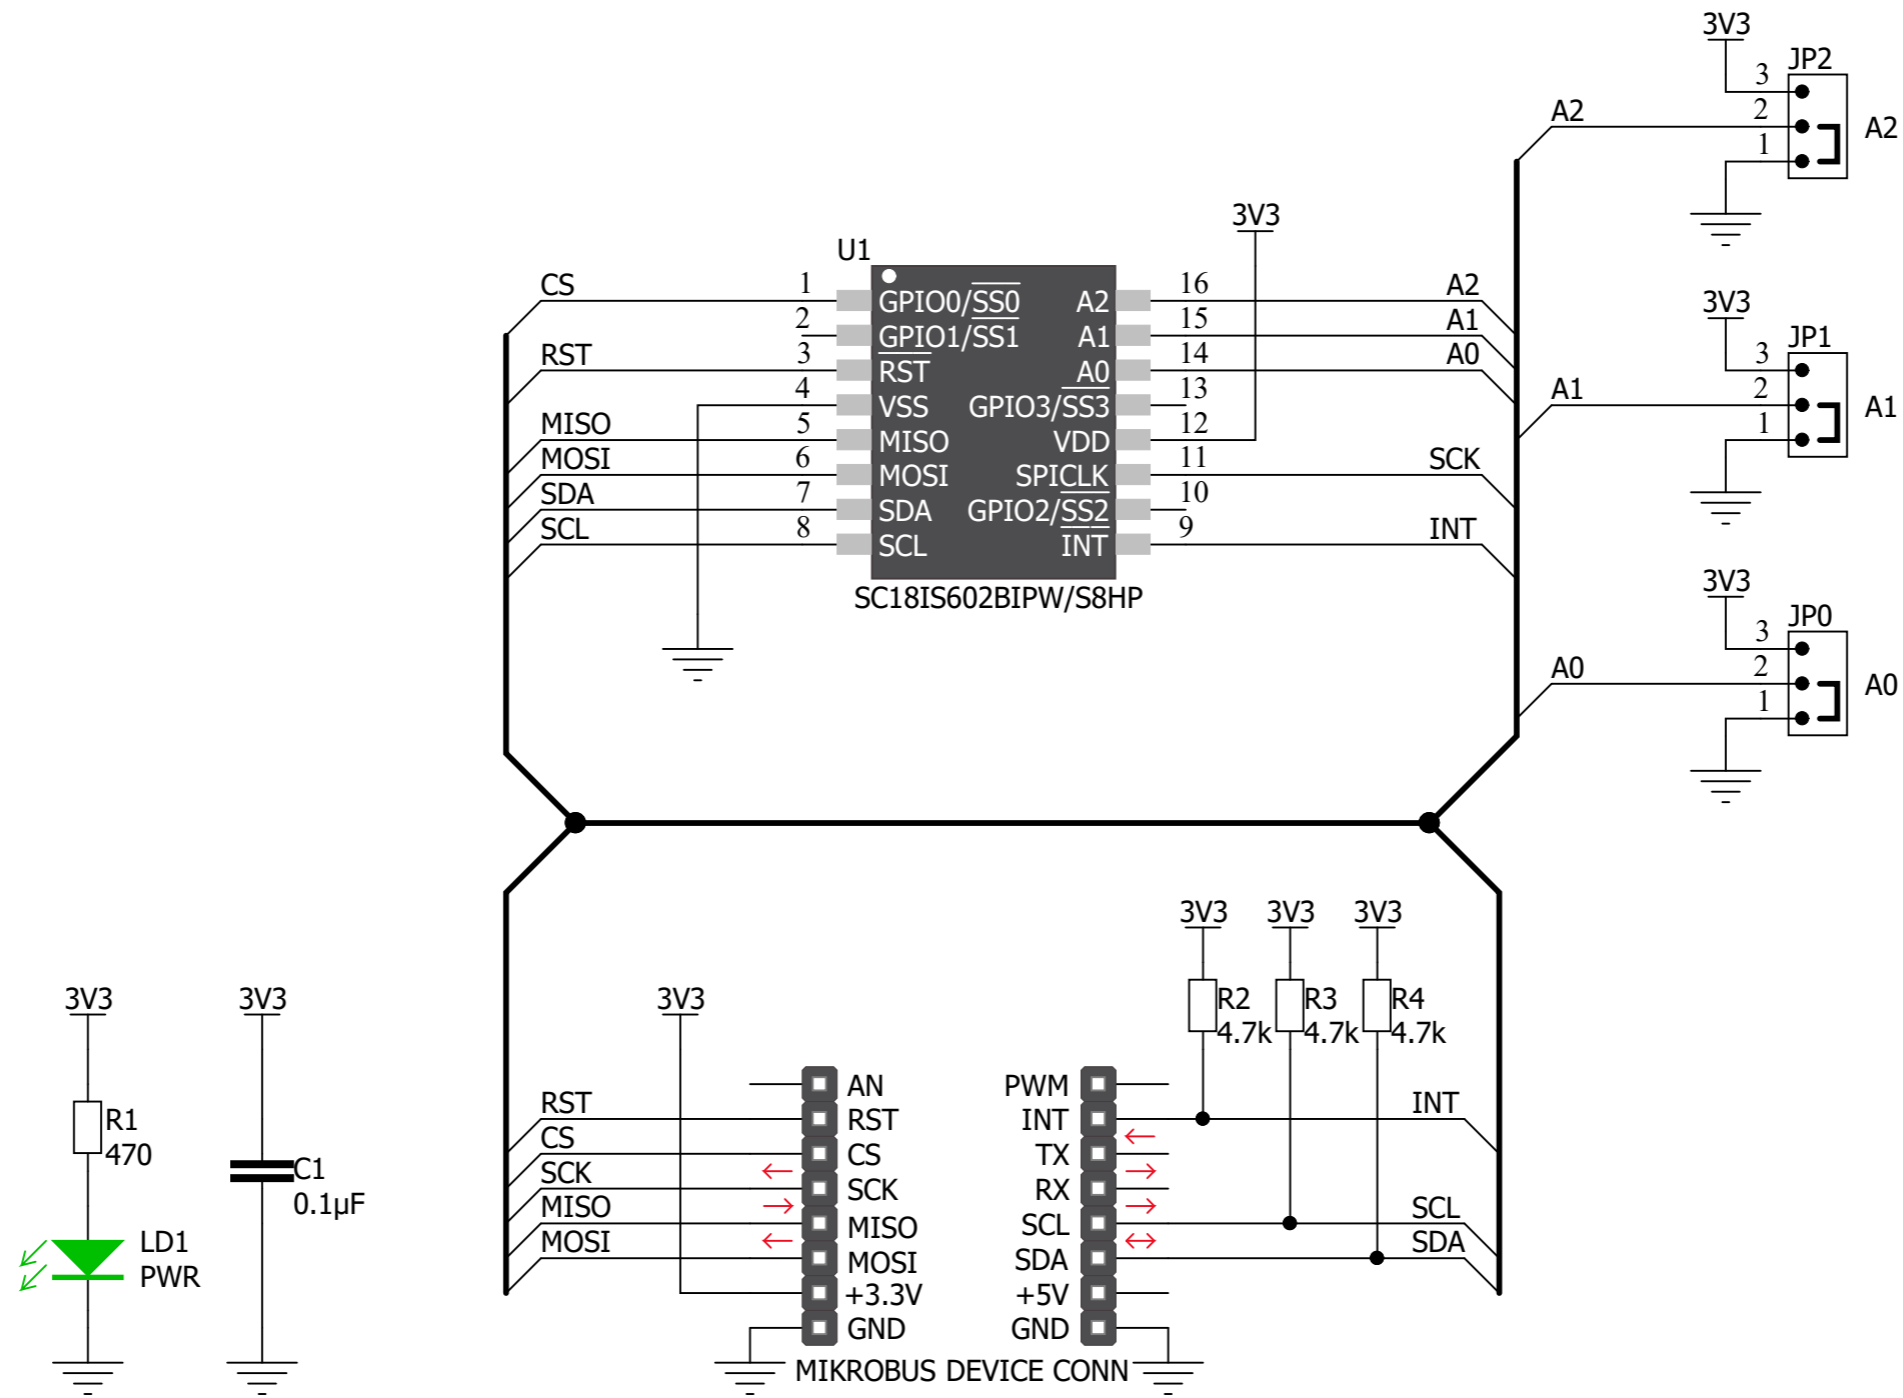 3V3
JP2
3
2
1
A2
A2
3V3
JP1
3
2
1
A1
A1
3V3
JP0
3
2
1
A0
A0
U1
3V3
CS 1 GPIO0/SS0 A2 16 A2
2 GPIO1/SS1 A1 15 A1
RST 3 RST A0 14 A0
4 VSS GPIO3/SS3 13
MISO 5 MISO VDD 12
MOSI 6 MOSI SPICLK 11 SCK
SDA 7 SDA GPIO2/SS2 10
SCL 8 SCL INT 9 INT
SC18IS602BIPW/S8HP
3V3
R1
470
LD1
PWR
3V3
C1
0.1µF
3V3
3V3 3V3 3V3
R2 R3 R4
4.7k 4.7k 4.7k
AN PWM
RST RST INT INT
CS CS TX
SCK SCK RX
MISO MISO SCL SCL
MOSI MOSI SDA SDA
+3.3V +5V
GND GND
MIKROBUS DEVICE CONN